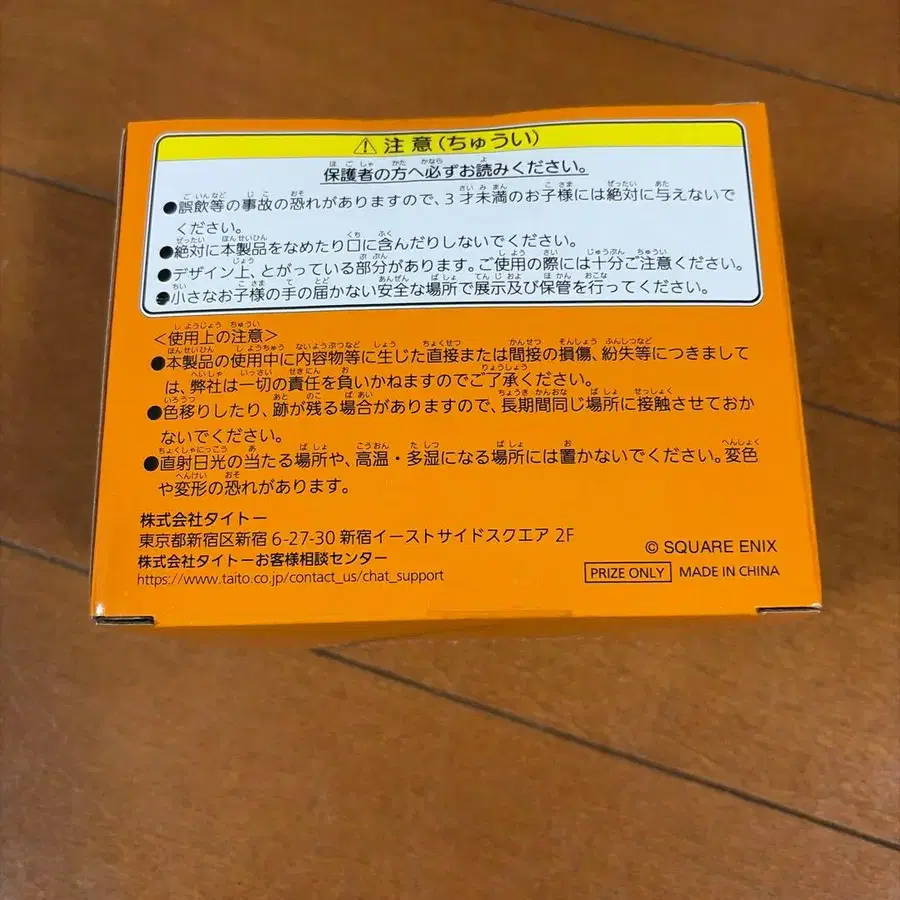 ⚠ 注意(ちゅうい)
保護者の方へ必ずお読みください。
●誤飲等の事故の恐れがありますので、3才未満のお子様には絶対に与えないで
ください。
●絶対に本製品をなめたり口に含んだりしないでください。
●デザイン上、とがっている部分があります。ご使用の際には十分ご注意ください。
●小さなお子様の手の届かない安全な場所で展示及び保管を行ってください。
<使用上の注意>
●本製品の使用中に内容物等に生じた直接または間接の損傷、紛失等につきまして
は、弊社は一切の責任を負いかねますのでご了承ください。
●色移りしたり、跡が残る場合がありますので、長期間同じ場所に接触させておか
ないでください。
●直射日光の当たる場所や、高温・多湿になる場所には置かないでください。変色
や変形の恐れがあります。
株式会社タイトー
東京都新宿区新宿 6-27-30 新宿イーストサイドスクエア 2F
株式会社タイトーお客様相談センター
https://www.taito.co.jp/contact_us/chat_support
© SQUARE ENIX
PRIZE ONLY MADE IN CHINA